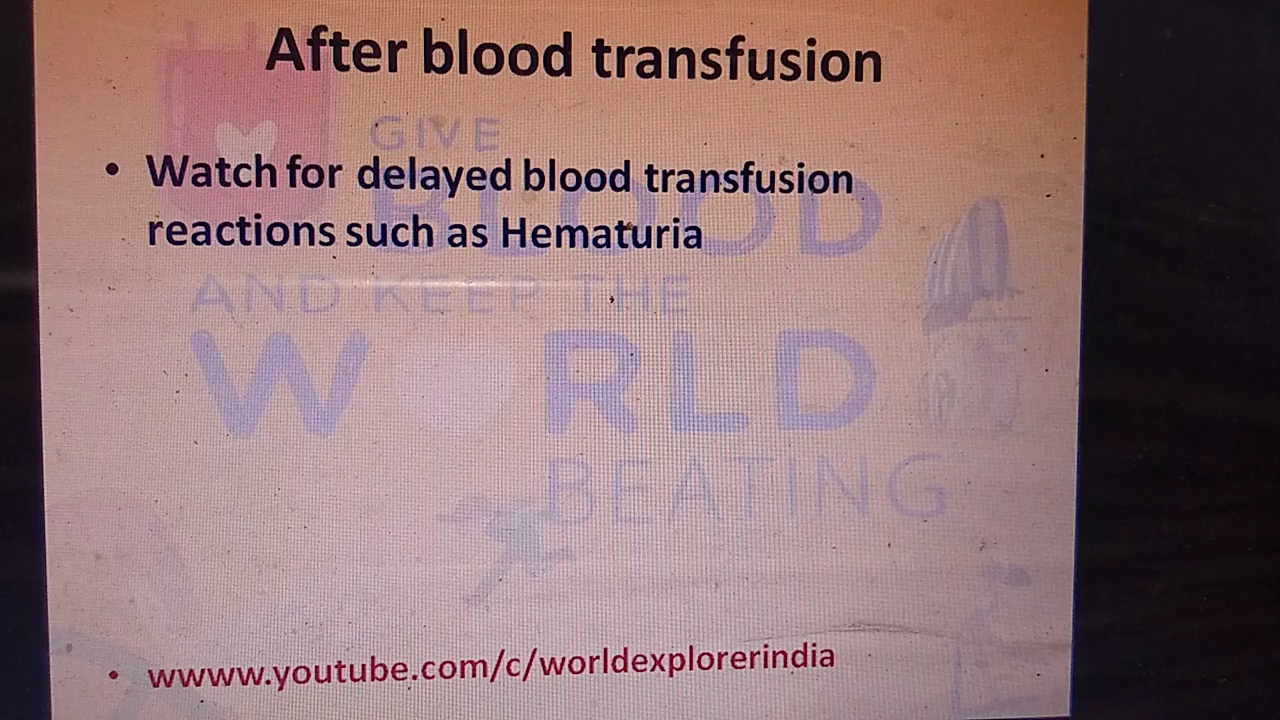 After blood transfusion
GIVE
• Watch for delayed blood transfusion
BLOOD
reactions such as Hematuria
AND KEEP THE
W RLD
BEATING
• wwww.youtube.com/c/worldexplorerindia